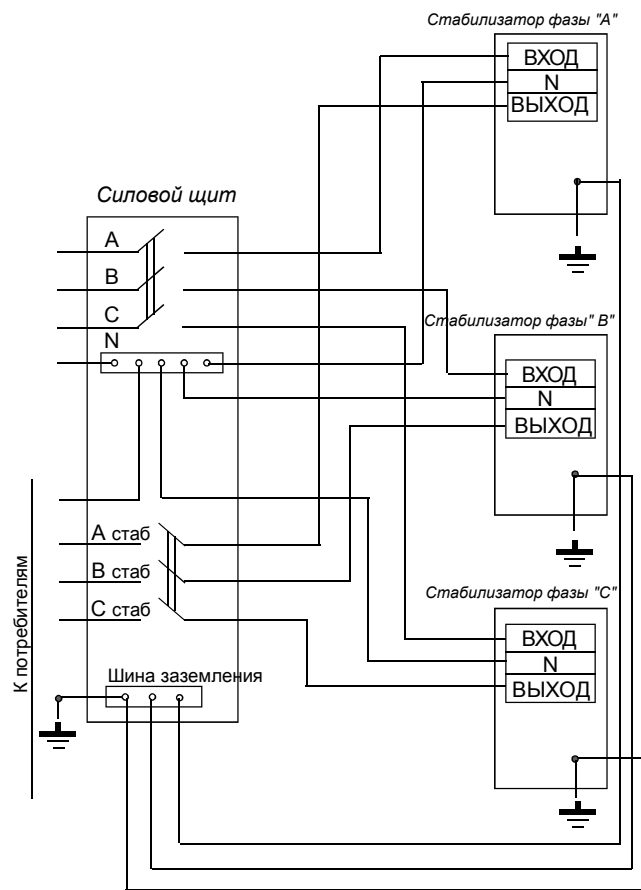 Стабилизатор фазы "А"
ВХОД
N
ВЫХОД
Силовой щит
A
B
C
N
Стабилизатор фазы" В"
ВХОД
N
ВЫХОД
А стаб
В стаб
С стаб
К потребителям
Стабилизатор фазы "С"
ВХОД
N
ВЫХОД
Шина заземления